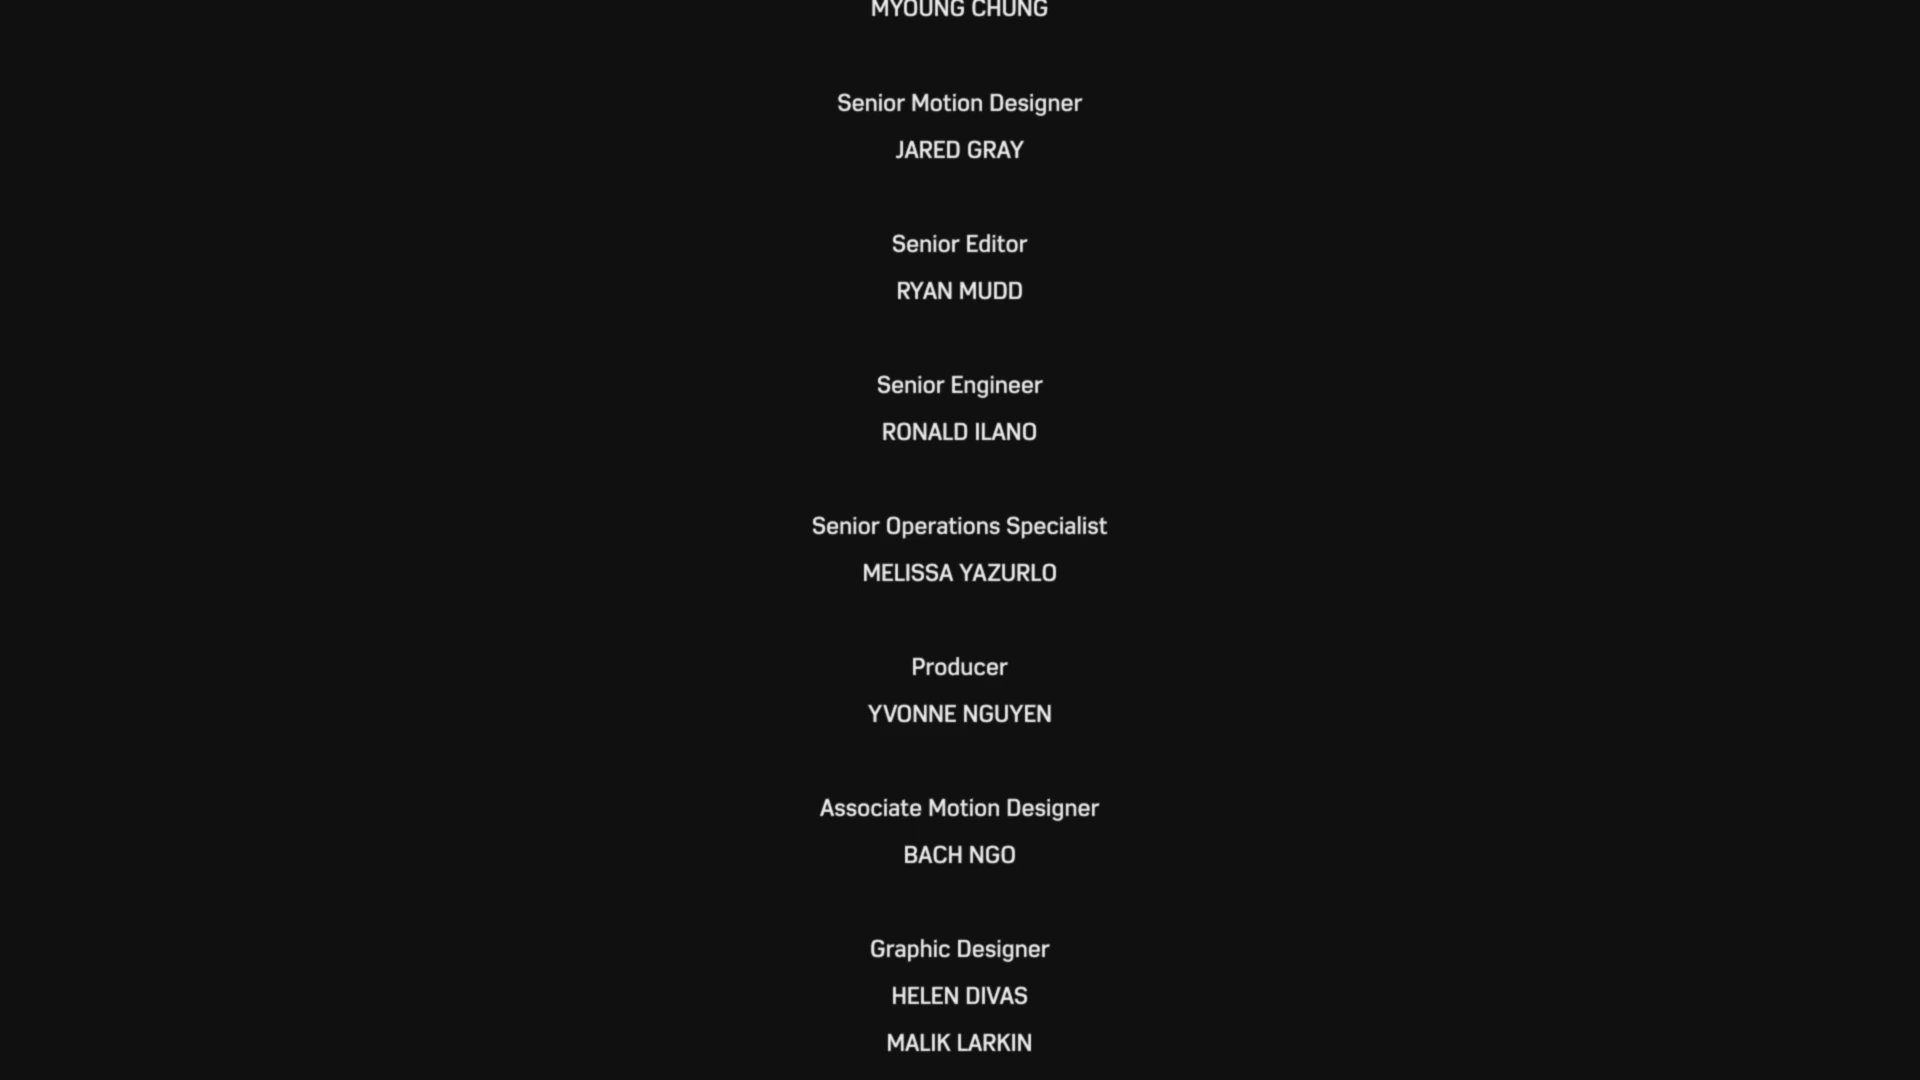 MYOUNG CHUNG
Senior Motion Designer
JARED GRAY
Senior Editor
RYAN MUDD
Senior Engineer
RONALD ILANO
Senior Operations Specialist
MELISSA YAZURLO
Producer
YVONNE NGUYEN
Associate Motion Designer
BACH NGO
Graphic Designer
HELEN DIVAS
MALIK LARKIN